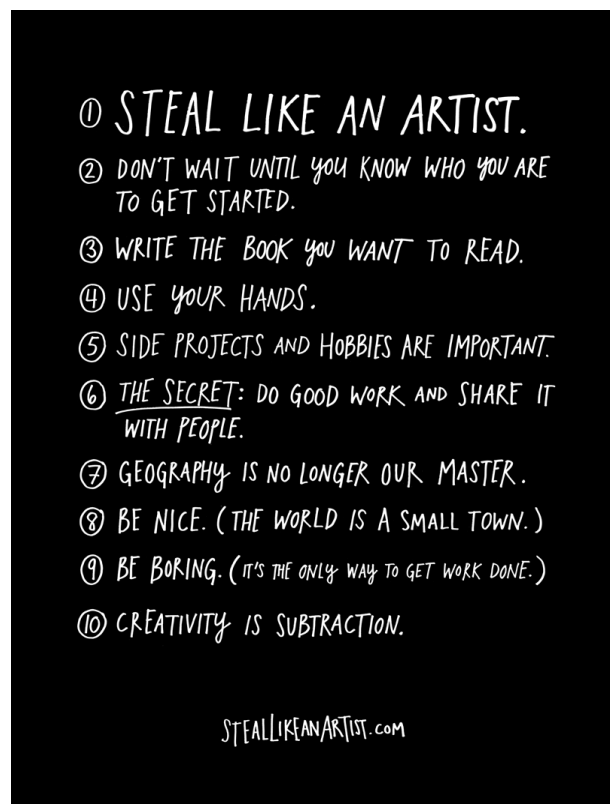 ① STEAL LIKE AN ARTIST.
② DON'T WAIT UNTIL YOU KNOW WHO YOU ARE
TO GET STARTED.
③ WRITE THE BOOK YOU WANT TO READ.
④ USE YOUR HANDS.
⑤ SIDE PROJECTS AND HOBBIES ARE IMPORTANT.
⑥ THE SECRET: DO GOOD WORK AND SHARE IT
WITH PEOPLE.
⑦ GEOGRAPHY IS NO LONGER OUR MASTER.
⑧ BE NICE. (THE WORLD IS A SMALL TOWN.)
⑨ BE BORING. (IT'S THE ONLY WAY TO GET WORK DONE.)
⑩ CREATIVITY IS SUBTRACTION.
STEALLIKEANARTIST.COM